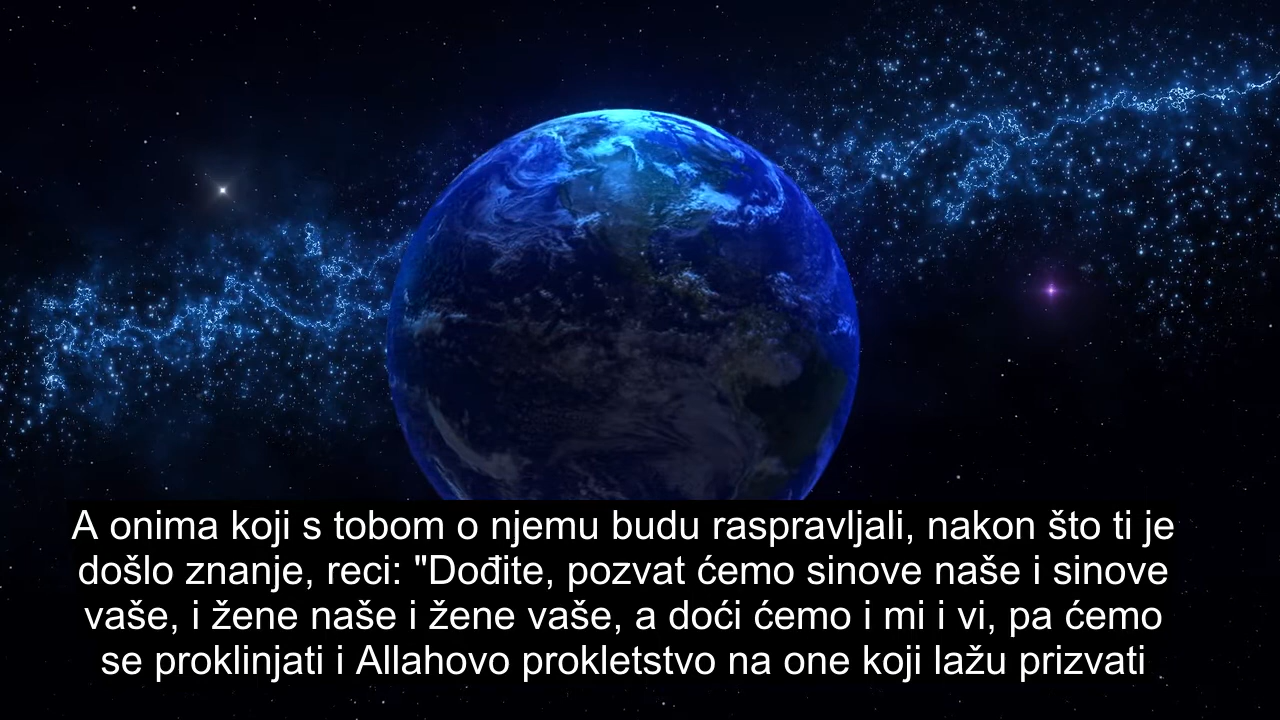 A onima koji s tobom o njemu budu raspravljali, nakon što ti je
došlo znanje, reci: "Dođite, pozvat ćemo sinove naše i sinove
vaše, i žene naše i žene vaše, a doći ćemo i mi i vi, pa ćemo
se proklinjati i Allahovo prokletstvo na one koji lažu prizvati